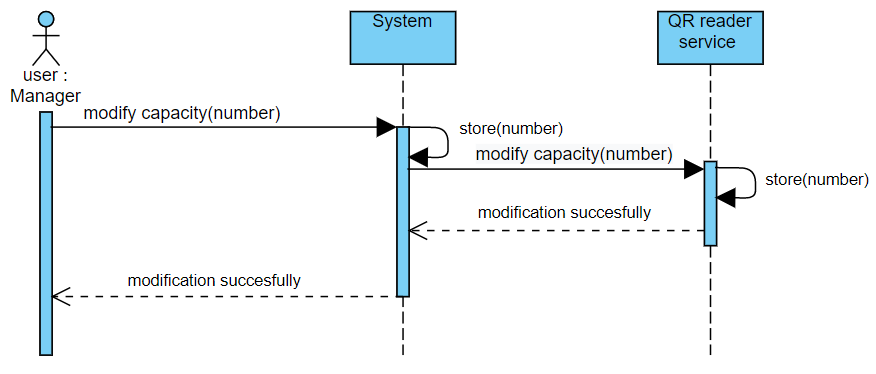 System
QR reader
service
user :
Manager
modify capacity(number)
store(number)
modify capacity(number)
store(number)
modification succesfully
modification succesfully